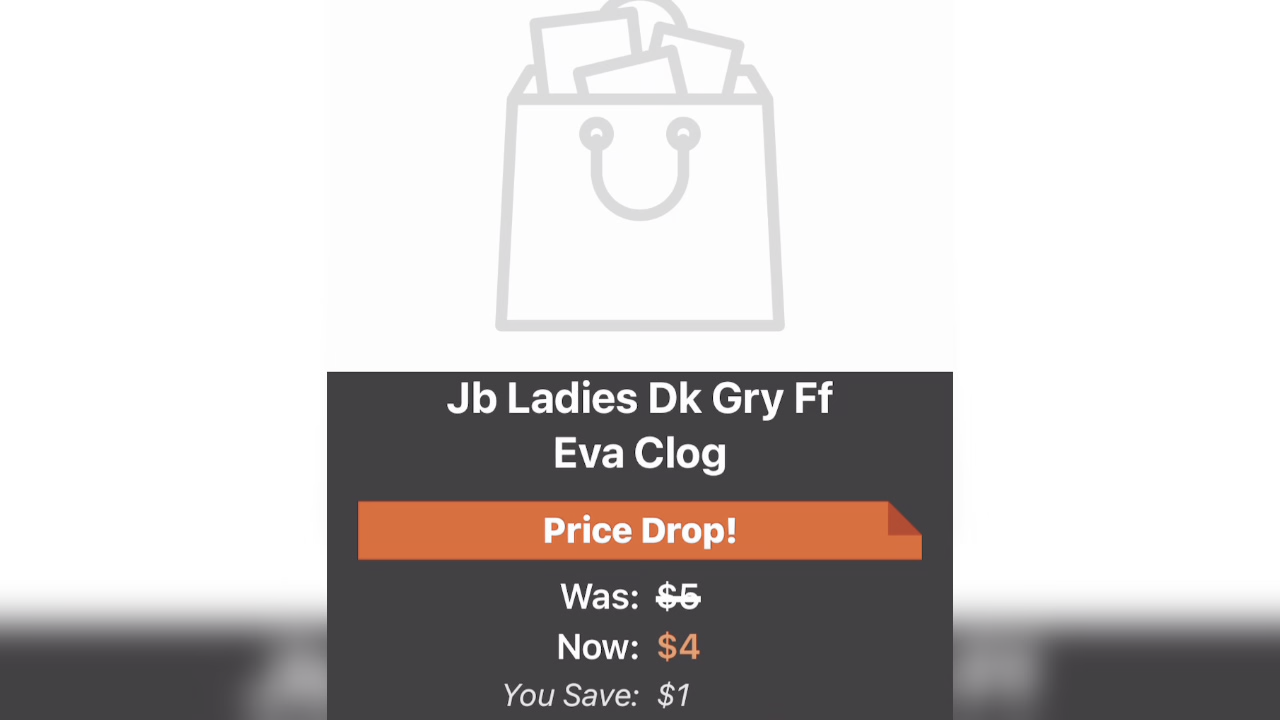 Jb Ladies Dk Gry Ff
Eva Clog
Price Drop!
Was: $5
Now: $4
You Save: $1